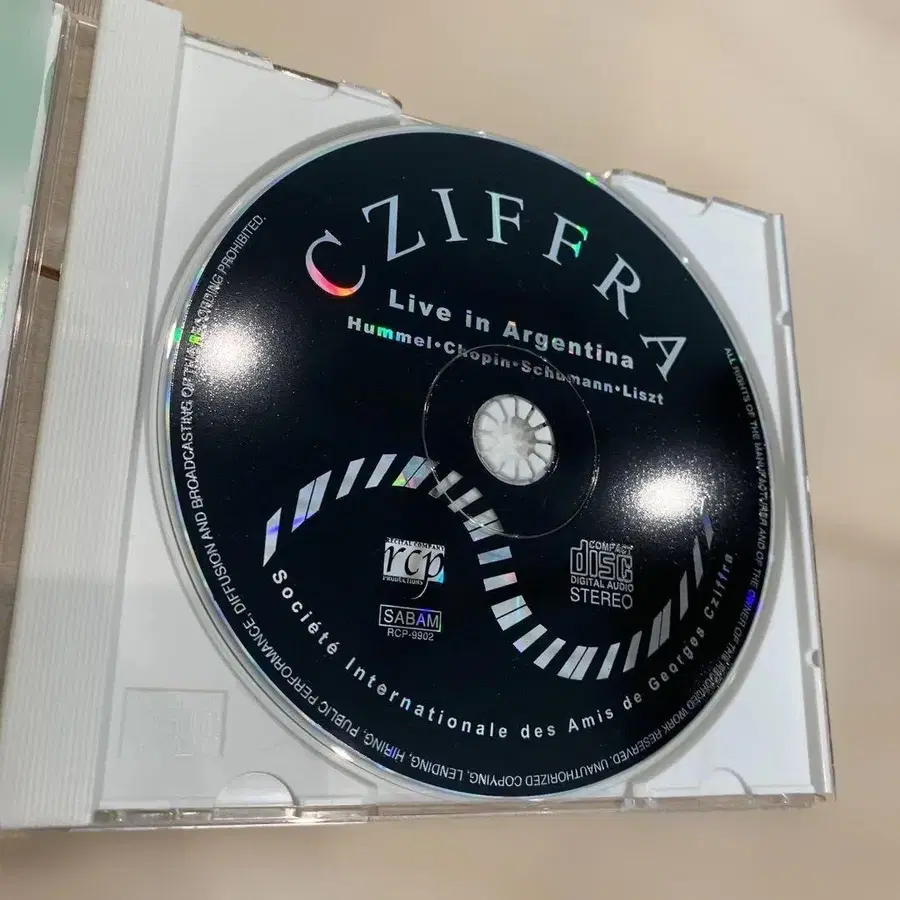 CZIFFRA
Live in Argentina
Hummel•Chopin•Schumann•Liszt
RECITAL COMPANY
rcp
PRODUCTIONS
SABAM
RCP-9902
COMPACT
disc
DIGITAL AUDIO
STEREO
Société Internationale des Amis de Georges Cziffra
ALL RIGHTS OF THE MANUFACTURER AND OF THE OWNER OF THE RECORDED WORK RESERVED. UNAUTHORIZED COPYING, LENDING, HIRING, PUBLIC PERFORMANCE, DIFFUSION AND BROADCASTING OF THIS RECORDING PROHIBITED.